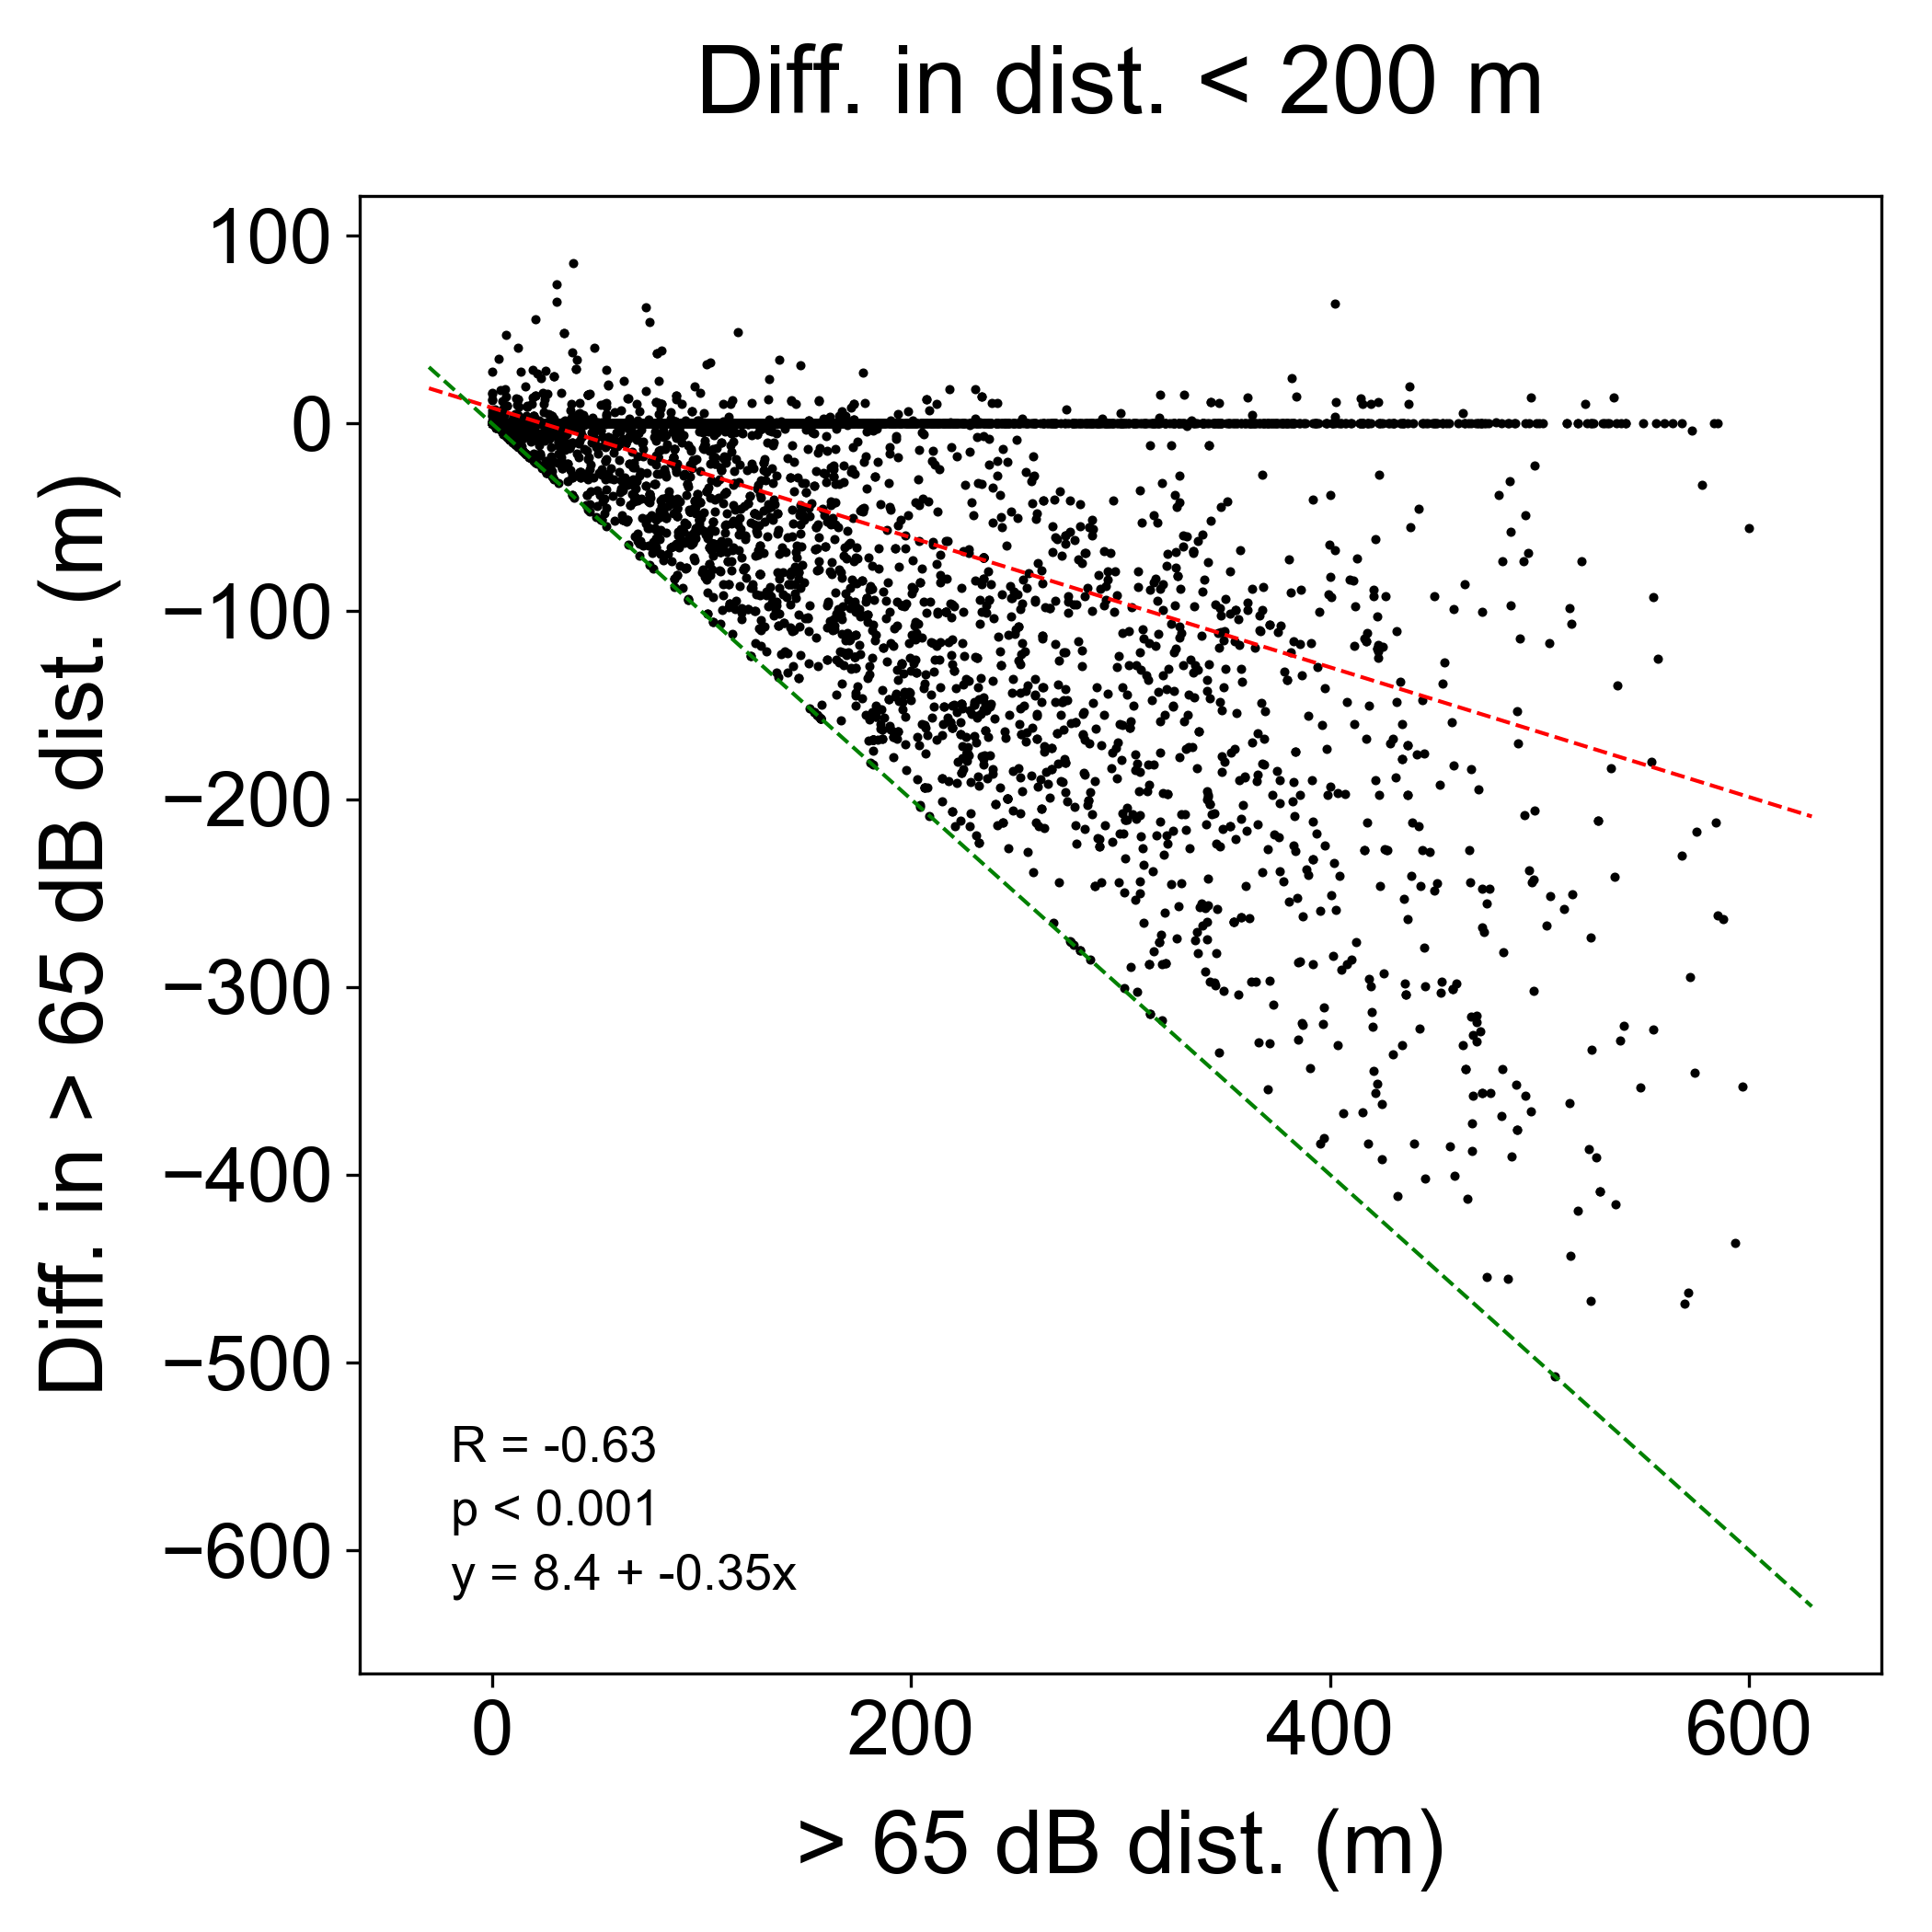 Diff. in dist. < 200 m
Diff. in > 65 dB dist. (m)
100
0
−100
−200
−300
−400
−500
−600
R = -0.63
p < 0.001
y = 8.4 + -0.35x
0
200
400
600
> 65 dB dist. (m)